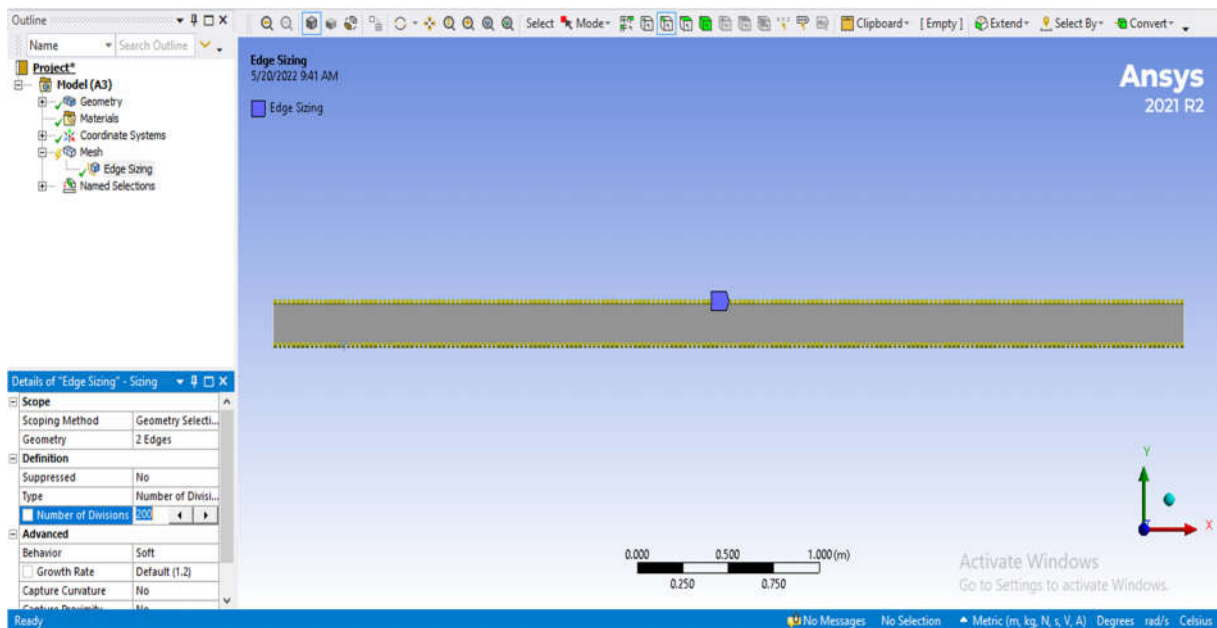 Outline
Name
Search Outline
Project*
Model (A3)
Geometry
Materials
Coordinate Systems
Mesh
Edge Sizing
Named Selections
Select Mode Clipboard [Empty] Extend Select By Convert
Edge Sizing
5/20/2022 9:41 AM
Edge Sizing
Ansys
2021 R2
Details of "Edge Sizing" - Sizing
Scope
Scoping Method Geometry Selecti...
Geometry 2 Edges
Definition
Suppressed No
Type Number of Divisi...
Number of Divisions 200
Advanced
Behavior Soft
Growth Rate Default (1.2)
Capture Curvature No
Capture Proximity No
0.000 0.500 1.000 (m)
0.250 0.750
Y
X
Activate Windows
Go to Settings to activate Windows.
Ready
No Messages No Selection Metric (m, kg, N, s, V, A) Degrees rad/s Celsius